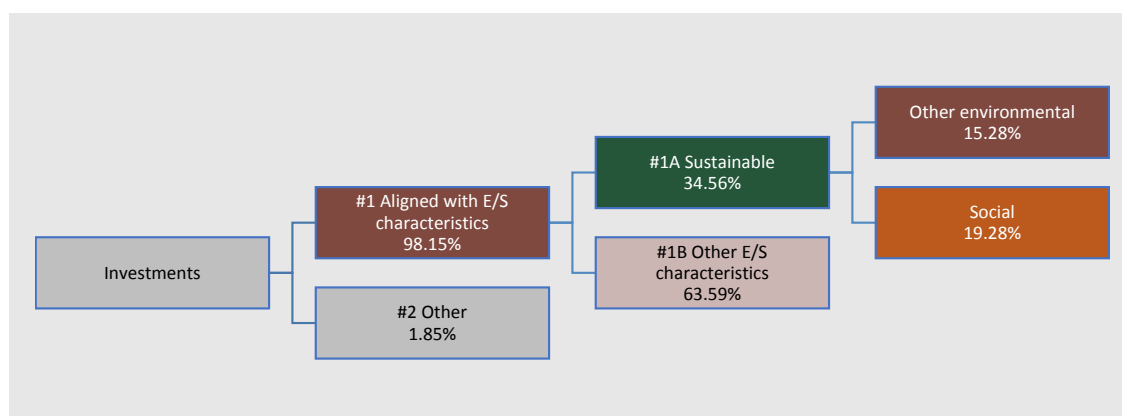 Investments
#1 Aligned with E/S
characteristics
98.15%
#2 Other
1.85%
#1A Sustainable
34.56%
#1B Other E/S
characteristics
63.59%
Other environmental
15.28%
Social
19.28%